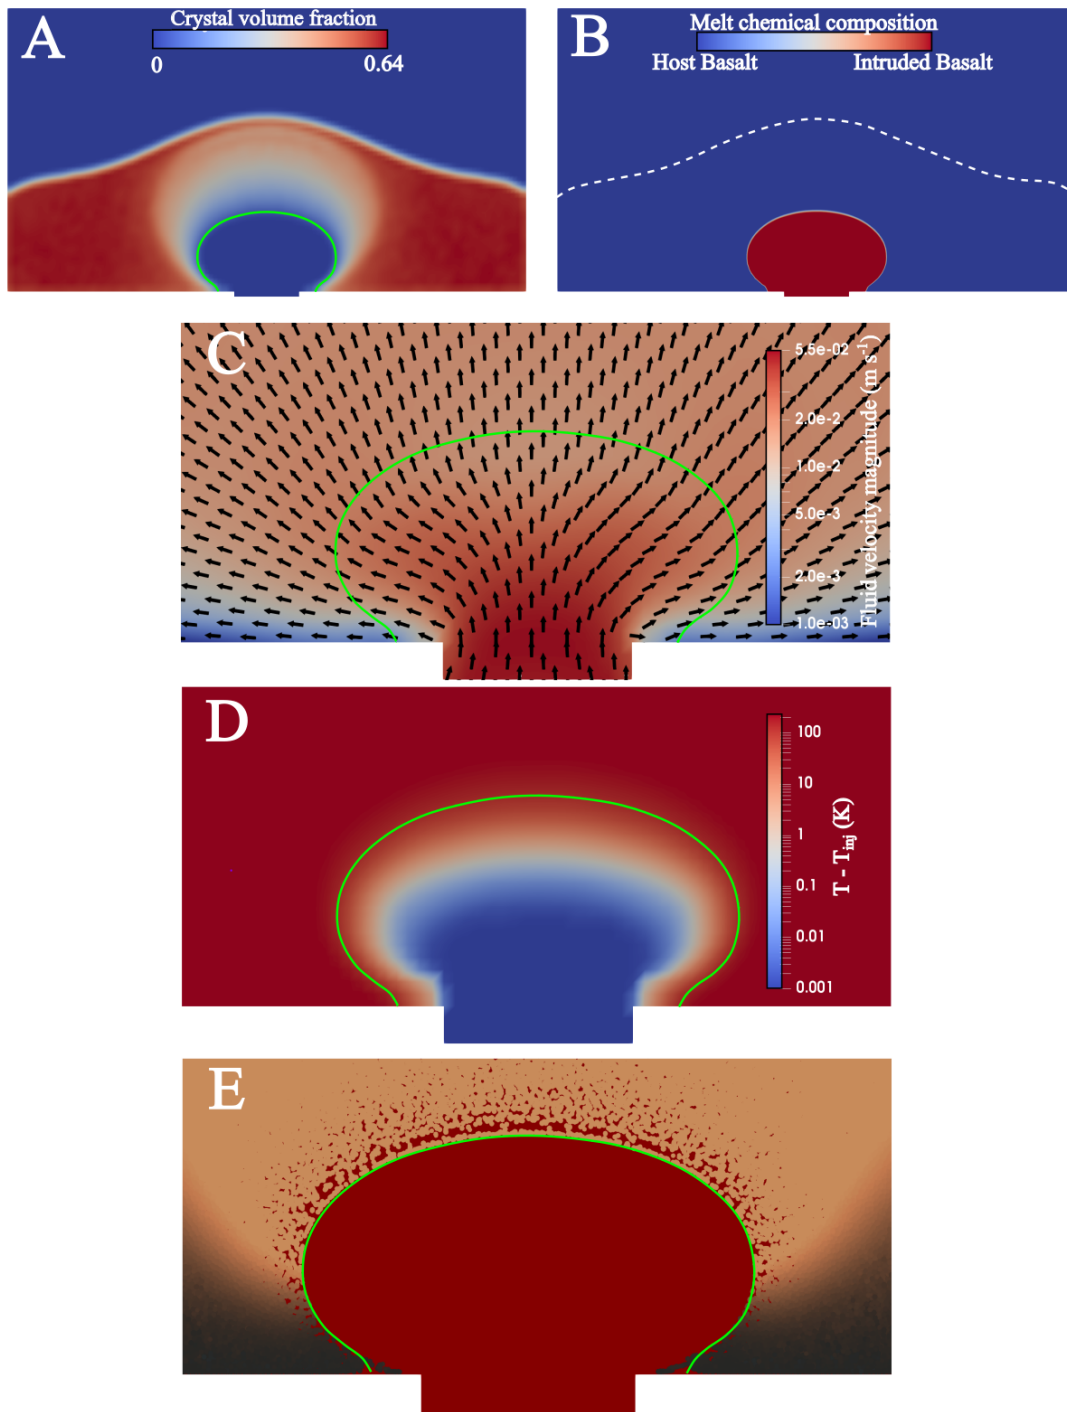 A
Crystal volume fraction
0 0.64
B
Melt chemical composition
Host Basalt Intruded Basalt
C
5.5e-02
2.0e-2
1.0e-2
5.0e-3
2.0e-3
1.0e-03
Fluid velocity magnitude (m s⁻¹)
D
100
10
1
0.1
0.01
0.001
T - Tinj (K)
E